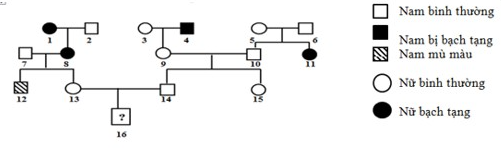 1 2 3 4 5 6
7 8 9 10 11
12 13 14 15
?
16
Nam bình thường
Nam bị bạch tạng
Nam mù màu
Nữ bình thường
Nữ bạch tạng